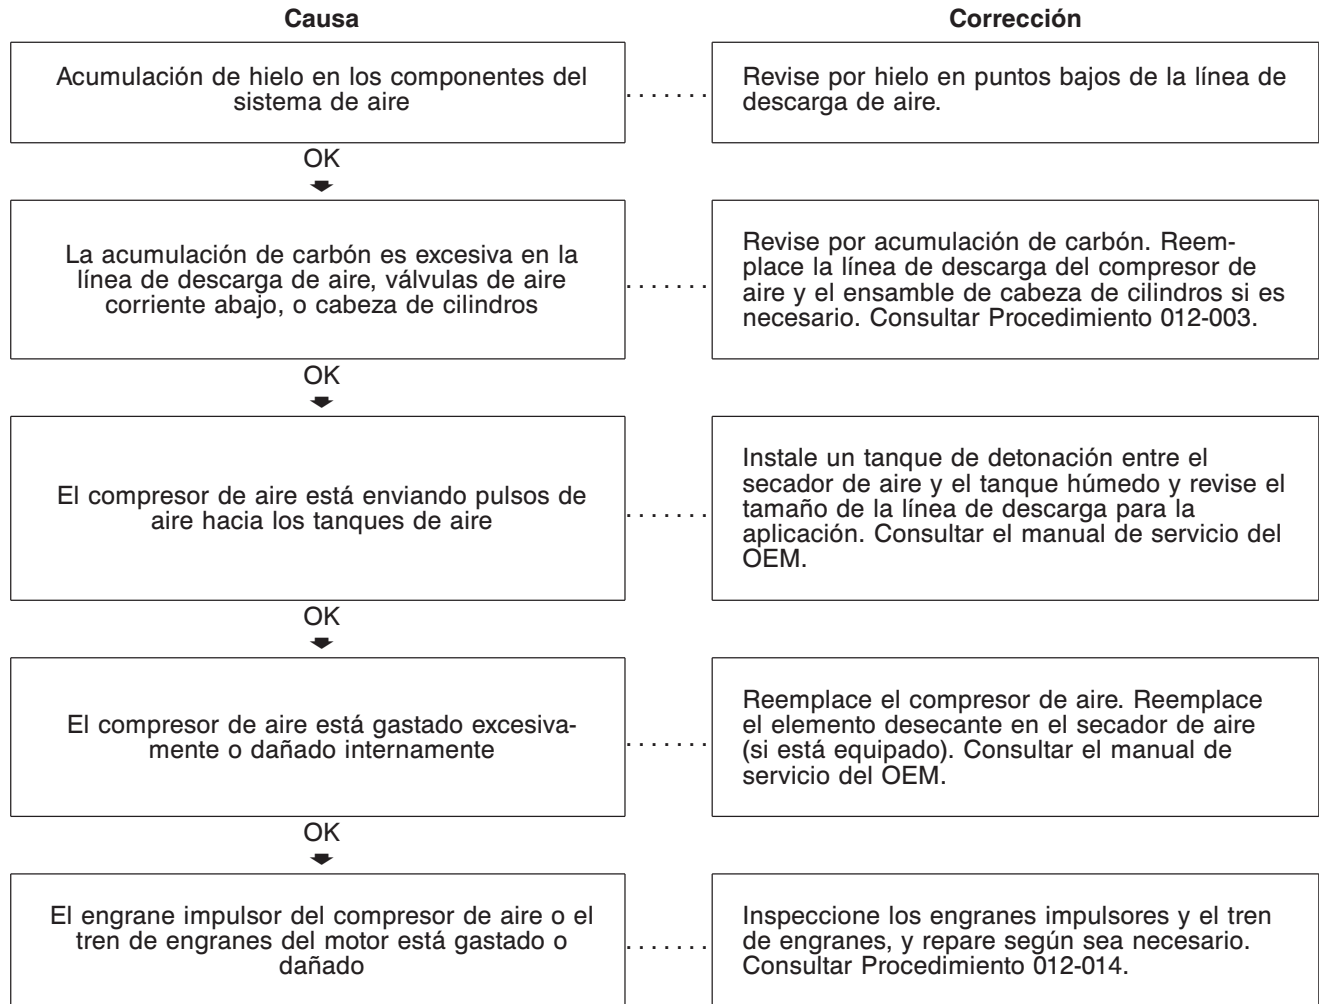 Causa
Corrección
Acumulación de hielo en los componentes del
sistema de aire
. . . . . . .
Revise por hielo en puntos bajos de la línea de
descarga de aire.
OK
La acumulación de carbón es excesiva en la
línea de descarga de aire, válvulas de aire
corriente abajo, o cabeza de cilindros
. . . . . . .
Revise por acumulación de carbón. Reem-
place la línea de descarga del compresor de
aire y el ensamble de cabeza de cilindros si es
necesario. Consultar Procedimiento 012-003.
OK
El compresor de aire está enviando pulsos de
aire hacia los tanques de aire
. . . . . . .
Instale un tanque de detonación entre el
secador de aire y el tanque húmedo y revise el
tamaño de la línea de descarga para la
aplicación. Consultar el manual de servicio del
OEM.
OK
El compresor de aire está gastado excesiva-
mente o dañado internamente
. . . . . . .
Reemplace el compresor de aire. Reemplace
el elemento desecante en el secador de aire
(si está equipado). Consultar el manual de
servicio del OEM.
OK
El engrane impulsor del compresor de aire o el
tren de engranes del motor está gastado o
dañado
. . . . . . .
Inspeccione los engranes impulsores y el tren
de engranes, y repare según sea necesario.
Consultar Procedimiento 012-014.